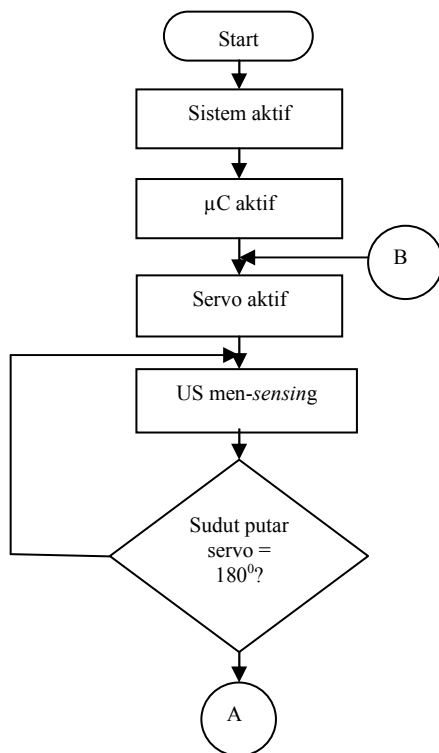 Start
Sistem aktif
µC aktif
B
Servo aktif
US men-sensing
Sudut putar
servo =
180⁰?
A